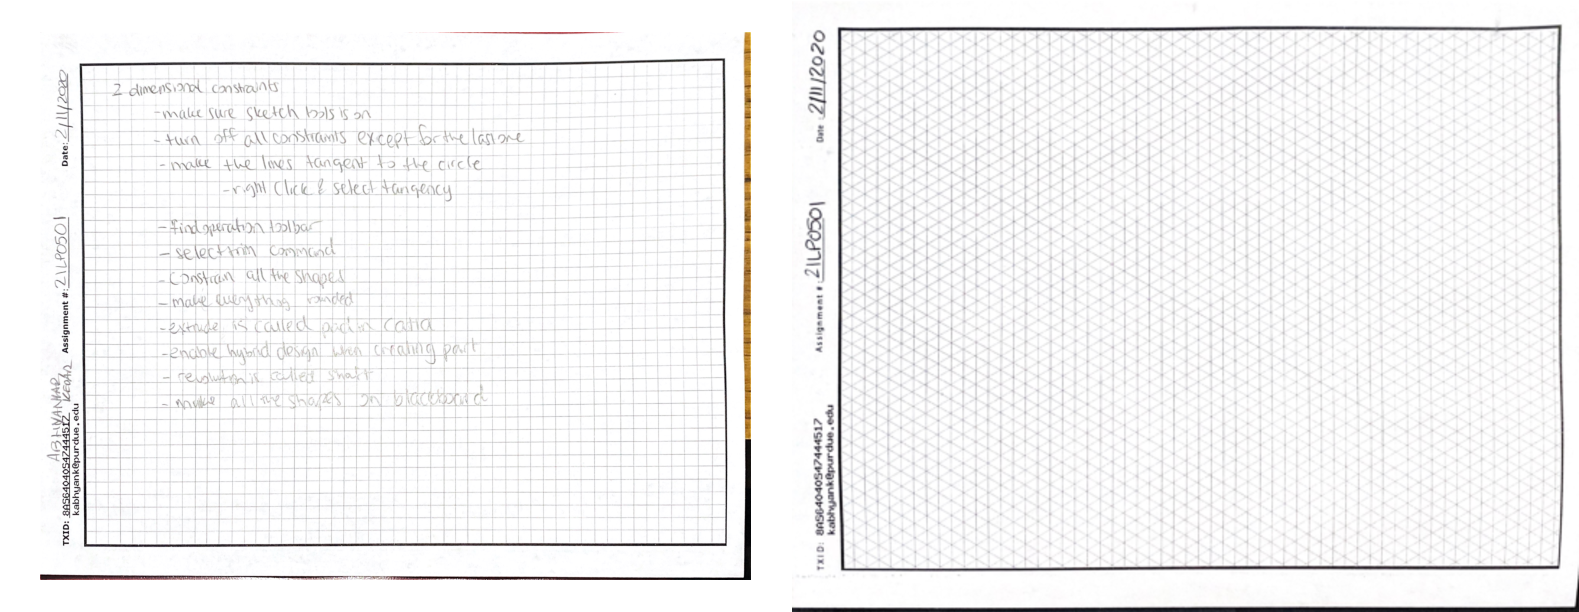 2 dimensional constraints
- make sure sketch tools is on
- turn off all constraints except for the last one
- make the lines tangent to the circle
- right click & select tangency
- find operation toolbar
- select trim command
- constrain all the shapes
- make everything rounded
- extrude is called pad in Catia
- enable hybrid design when creating part
- revolution is called shaft
- make all the shapes on blackboard
TXID: 8AS6404054744451Z Assignment #: 21LP0501 Date: 2/11/2020
kabhyank@purdue.edu
ABHYANKAR
KEDAR
TXID: 8AS64040547444517 Assignment #: 21LP0501 Date 2/11/2020
kabhyank@purdue.edu